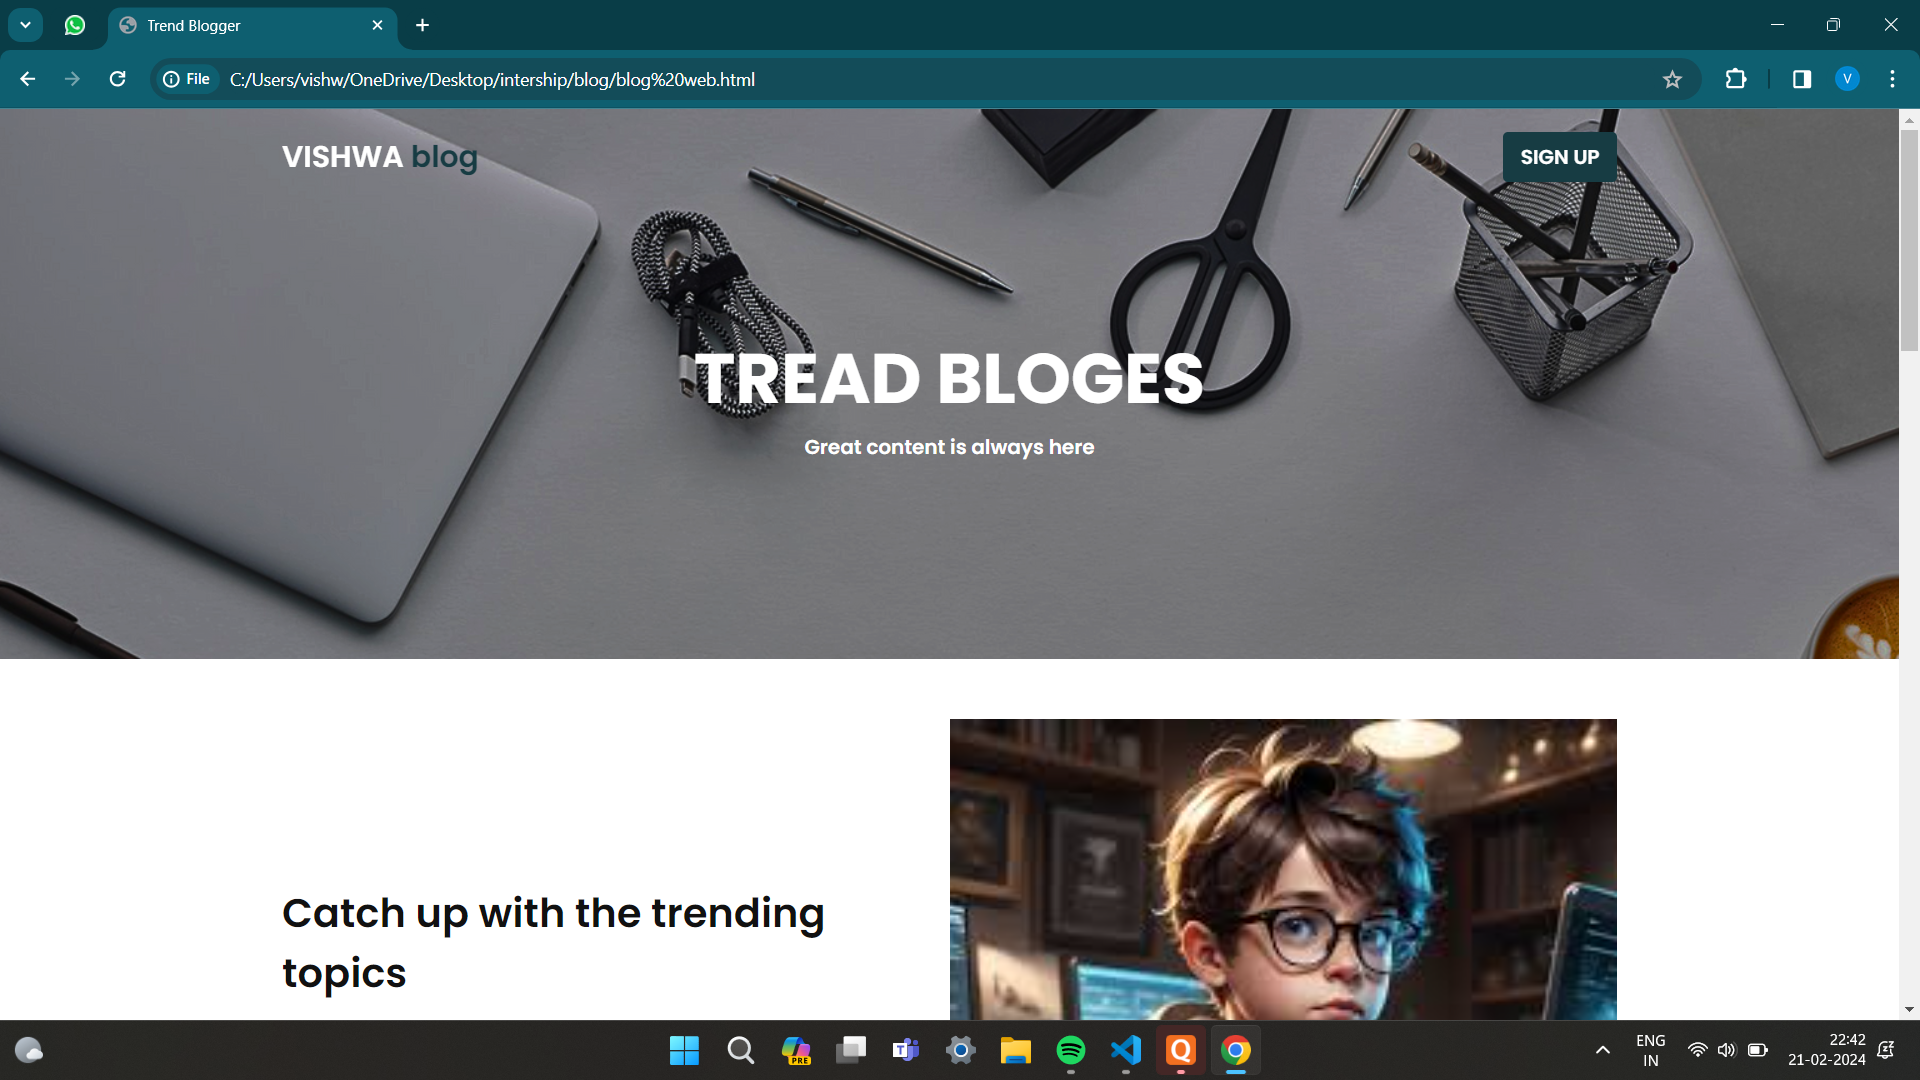 Trend Blogger
File
C:/Users/vishw/OneDrive/Desktop/intership/blog/blog%20web.html
V
VISHWA blog
SIGN UP
TREAD BLOGES
Great content is always here
Catch up with the trending
topics
PRE
ENG
IN
22:42
21-02-2024